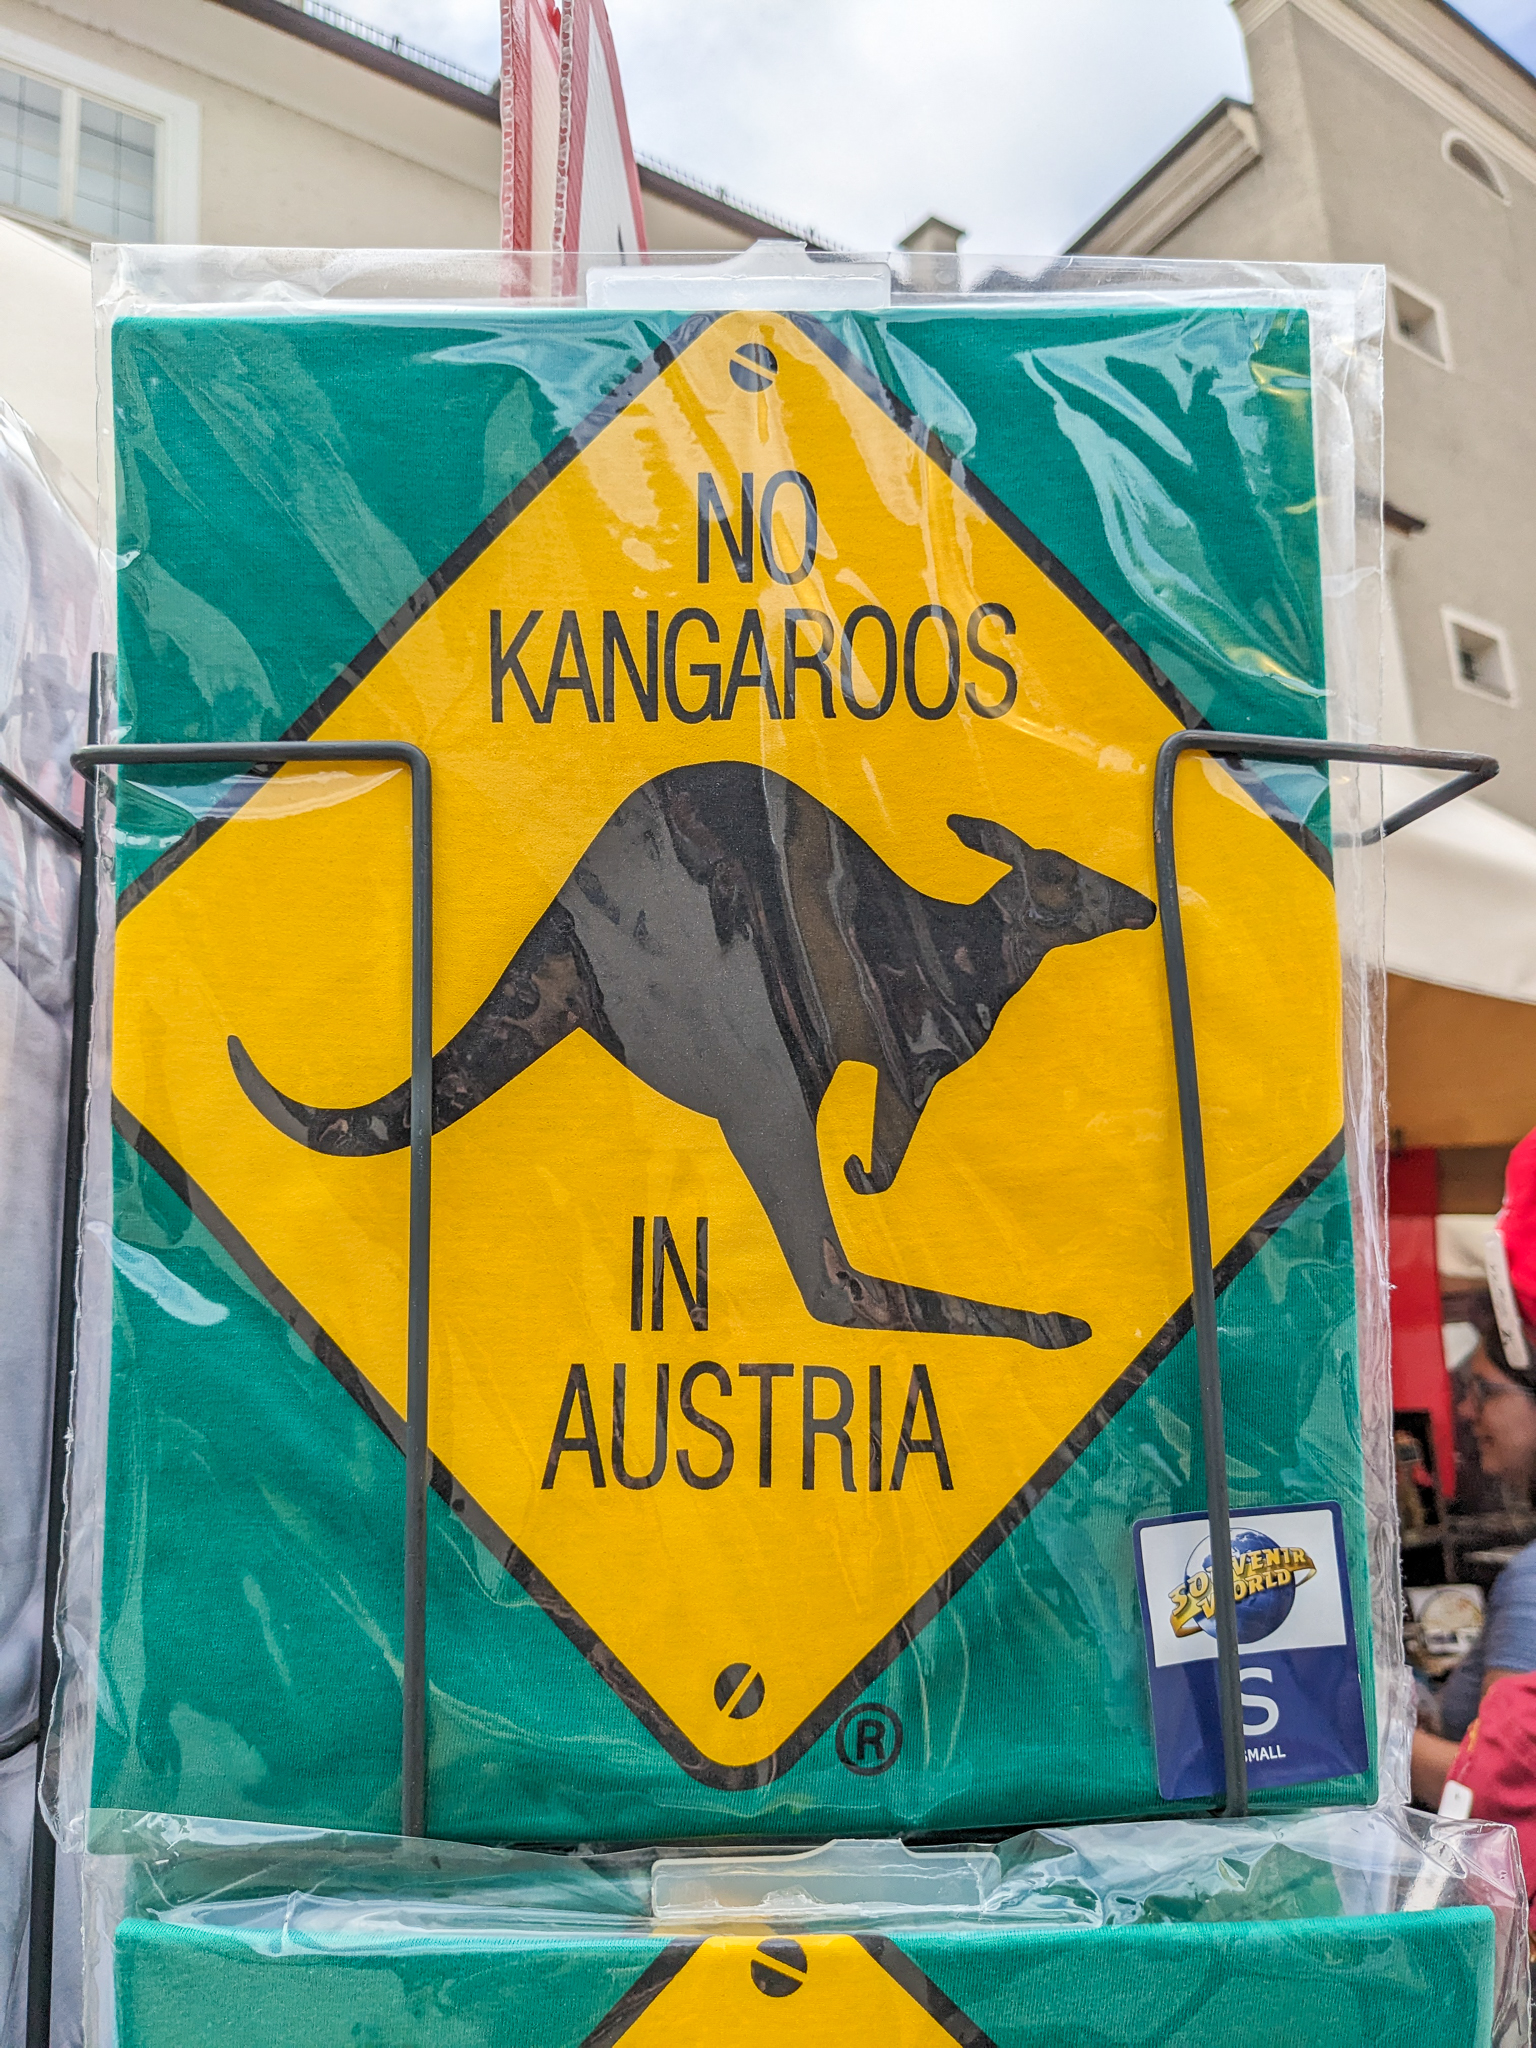 NO
KANGAROOS
IN
AUSTRIA
®
SOUVENIR
WORLD
S
SMALL